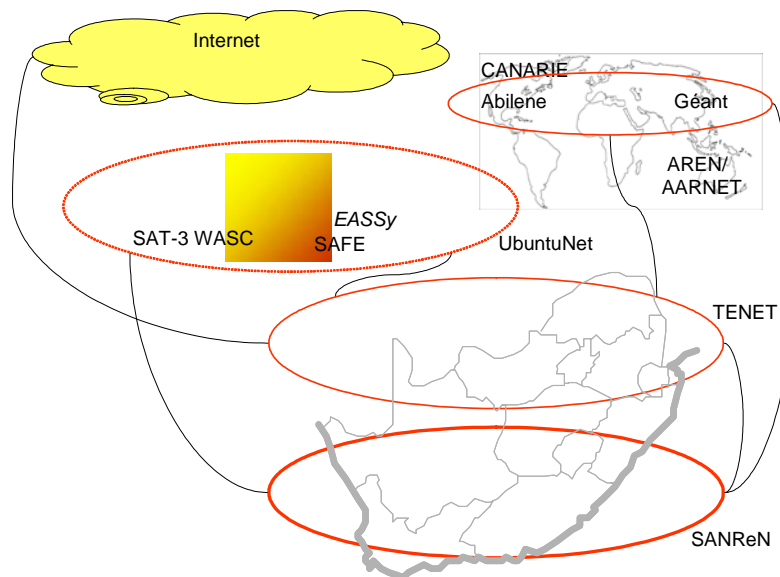 Internet
CANARIE
Abilene
Géant
AREN/
AARNET
EASSy
SAT-3 WASC
SAFE
UbuntuNet
TENET
SANReN